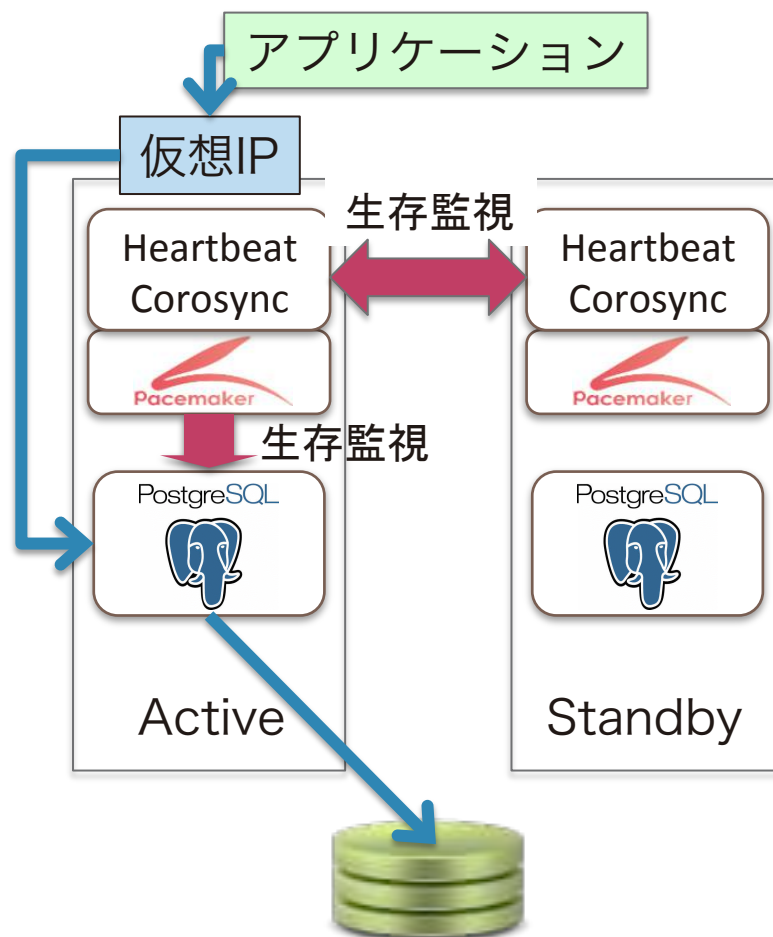 アプリケーション
仮想IP
生存監視
Heartbeat
Corosync
Heartbeat
Corosync
Pacemaker
Pacemaker
生存監視
PostgreSQL
PostgreSQL
Active
Standby